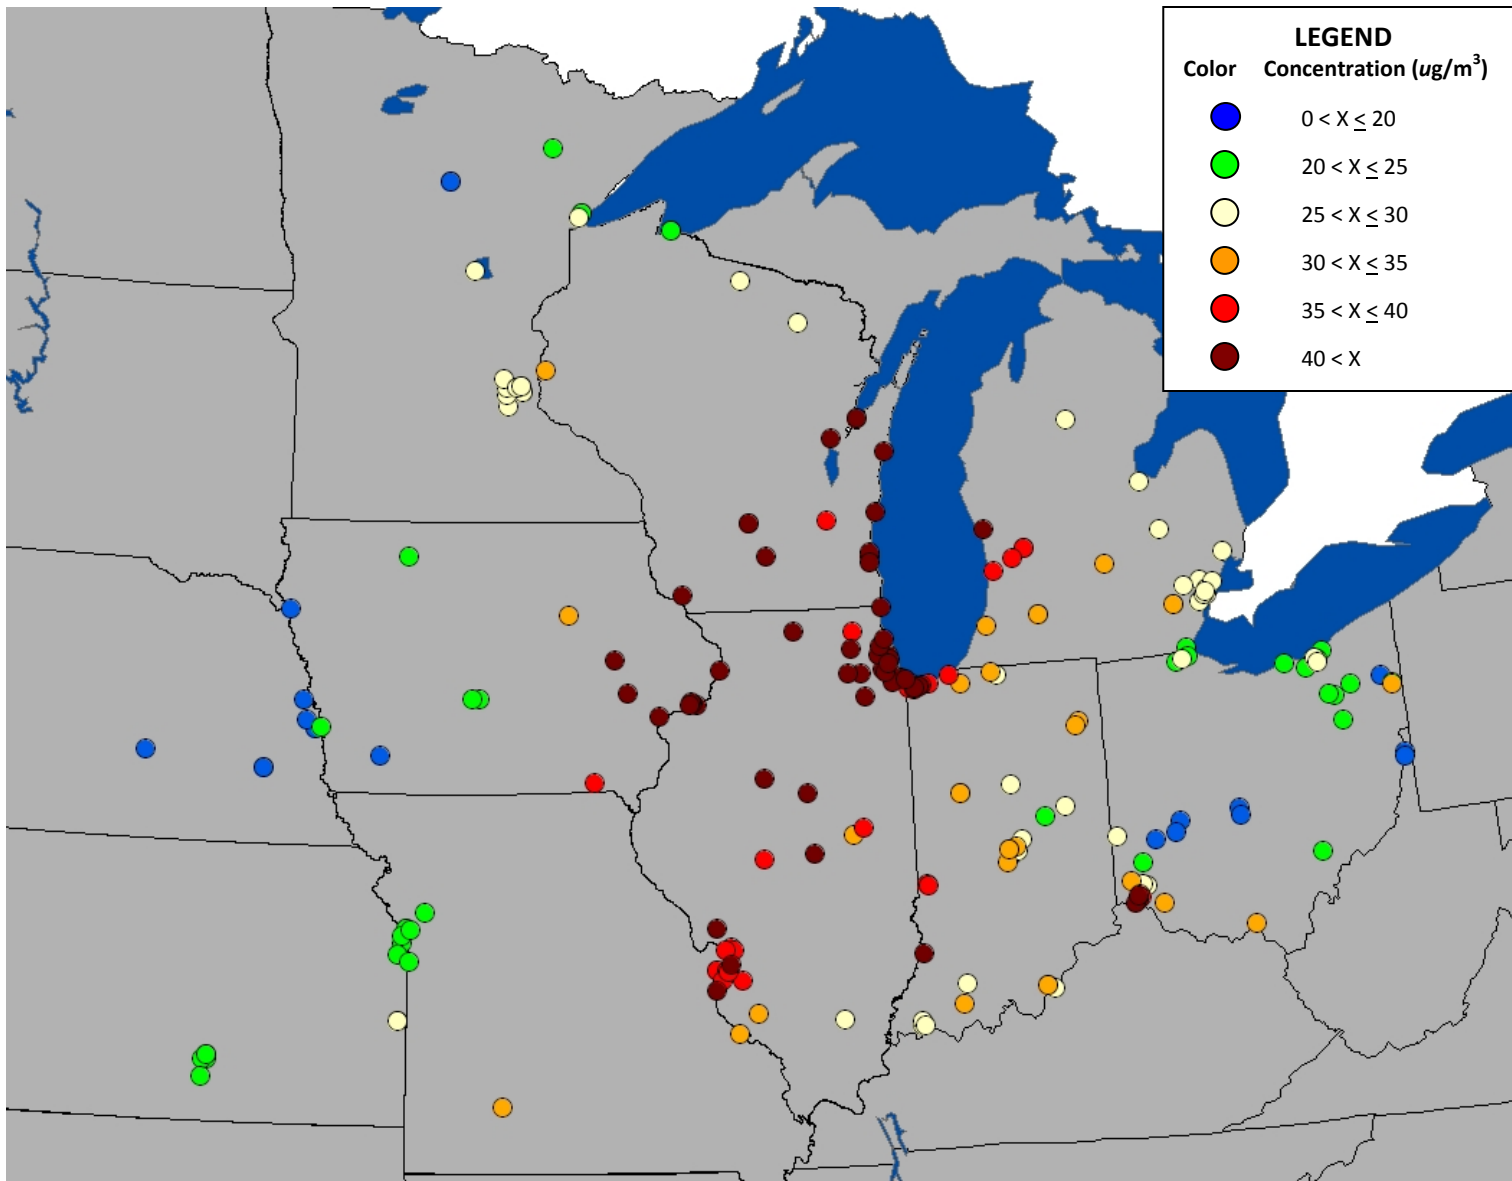 LEGEND
Color Concentration (ug/m³)
0 < X ≤ 20
20 < X ≤ 25
25 < X ≤ 30
30 < X ≤ 35
35 < X ≤ 40
40 < X